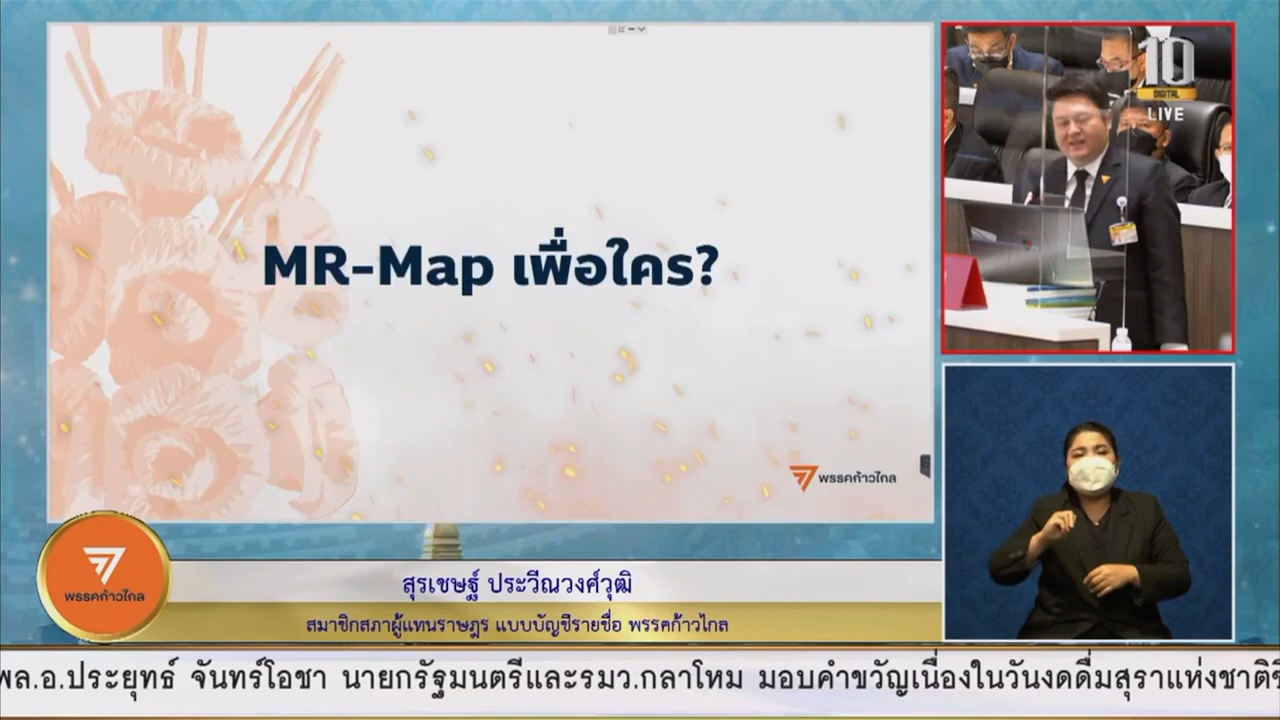 MR-Map เพื่อใคร?
พรรคก้าวไกล
10
DIGITAL
LIVE
พรรคก้าวไกล
สุรเชษฐ์ ประวีณวงศ์วุฒิ
สมาชิกสภาผู้แทนราษฎร แบบบัญชีรายชื่อ พรรคก้าวไกล
พล.อ.ประยุทธ์ จันทร์โอชา นายกรัฐมนตรีและรมว.กลาโหม มอบคำขวัญเนื่องในวันงดดื่มสุราแห่งชาติ